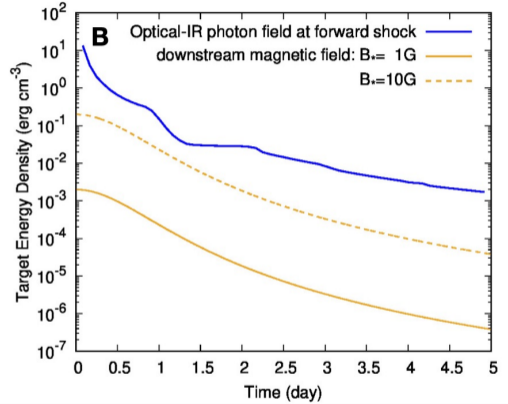 B
Optical-IR photon field at forward shock
downstream magnetic field: B⋆= 1G
B⋆=10G
Target Energy Density (erg cm⁻³)
10²
10¹
10⁰
10⁻¹
10⁻²
10⁻³
10⁻⁴
10⁻⁵
10⁻⁶
10⁻⁷
0 0.5 1 1.5 2 2.5 3 3.5 4 4.5 5
Time (day)